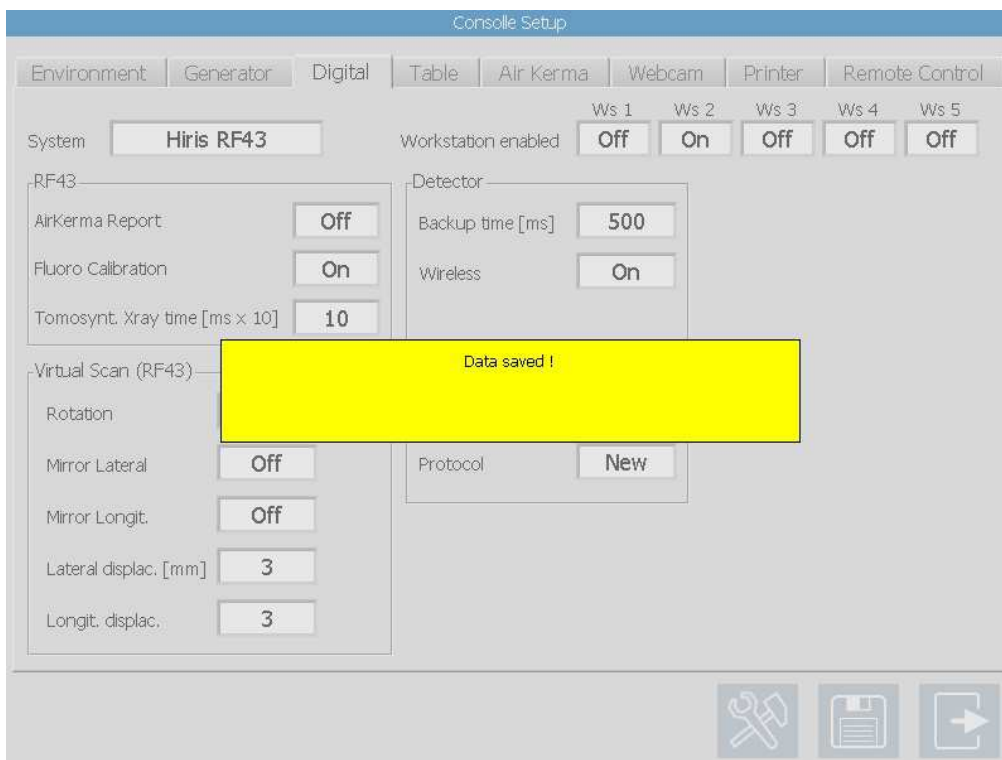 Consolle Setup
Environment Generator Digital Table Air Kerma Webcam Printer Remote Control
Ws 1 Ws 2 Ws 3 Ws 4 Ws 5
System Hiris RF43 Workstation enabled Off On Off Off Off
RF43
AirKerma Report Off
Fluoro Calibration On
Tomosynt. Xray time [ms x 10] 10
Detector
Backup time [ms] 500
Wireless On
Data saved !
Virtual Scan (RF43)
Rotation
Mirror Lateral Off
Mirror Longit. Off
Lateral displac. [mm] 3
Longit. displac. 3
Protocol New